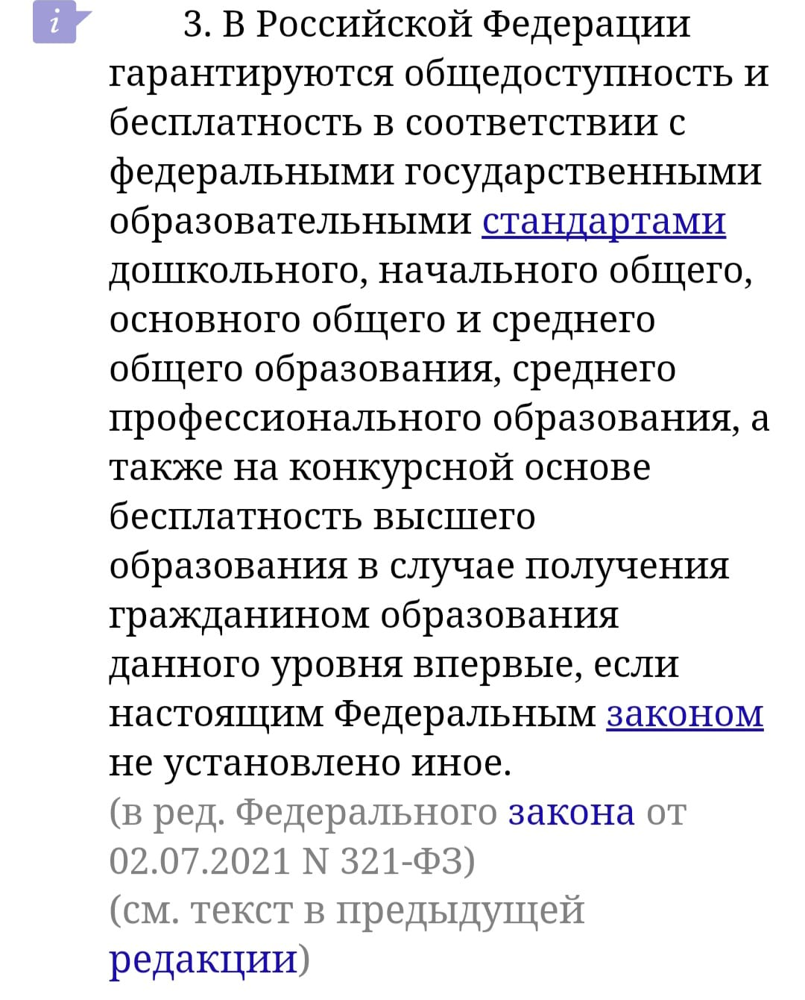 i
3. В Российской Федерации
гарантируются общедоступность и
бесплатность в соответствии с
федеральными государственными
образовательными стандартами
дошкольного, начального общего,
основного общего и среднего
общего образования, среднего
профессионального образования, а
также на конкурсной основе
бесплатность высшего
образования в случае получения
гражданином образования
данного уровня впервые, если
настоящим Федеральным законом
не установлено иное.
(в ред. Федерального закона от
02.07.2021 N 321-ФЗ)
(см. текст в предыдущей
редакции)